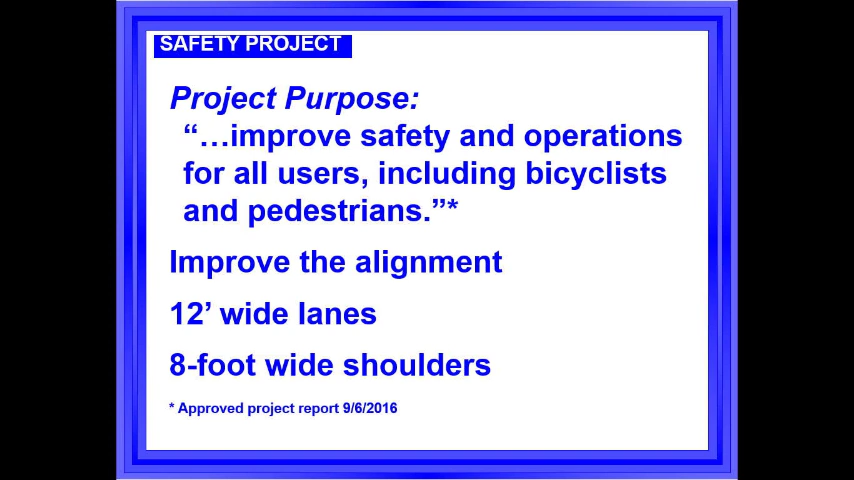 SAFETY PROJECT
Project Purpose:
“…improve safety and operations
for all users, including bicyclists
and pedestrians.”*
Improve the alignment
12’ wide lanes
8-foot wide shoulders
* Approved project report 9/6/2016